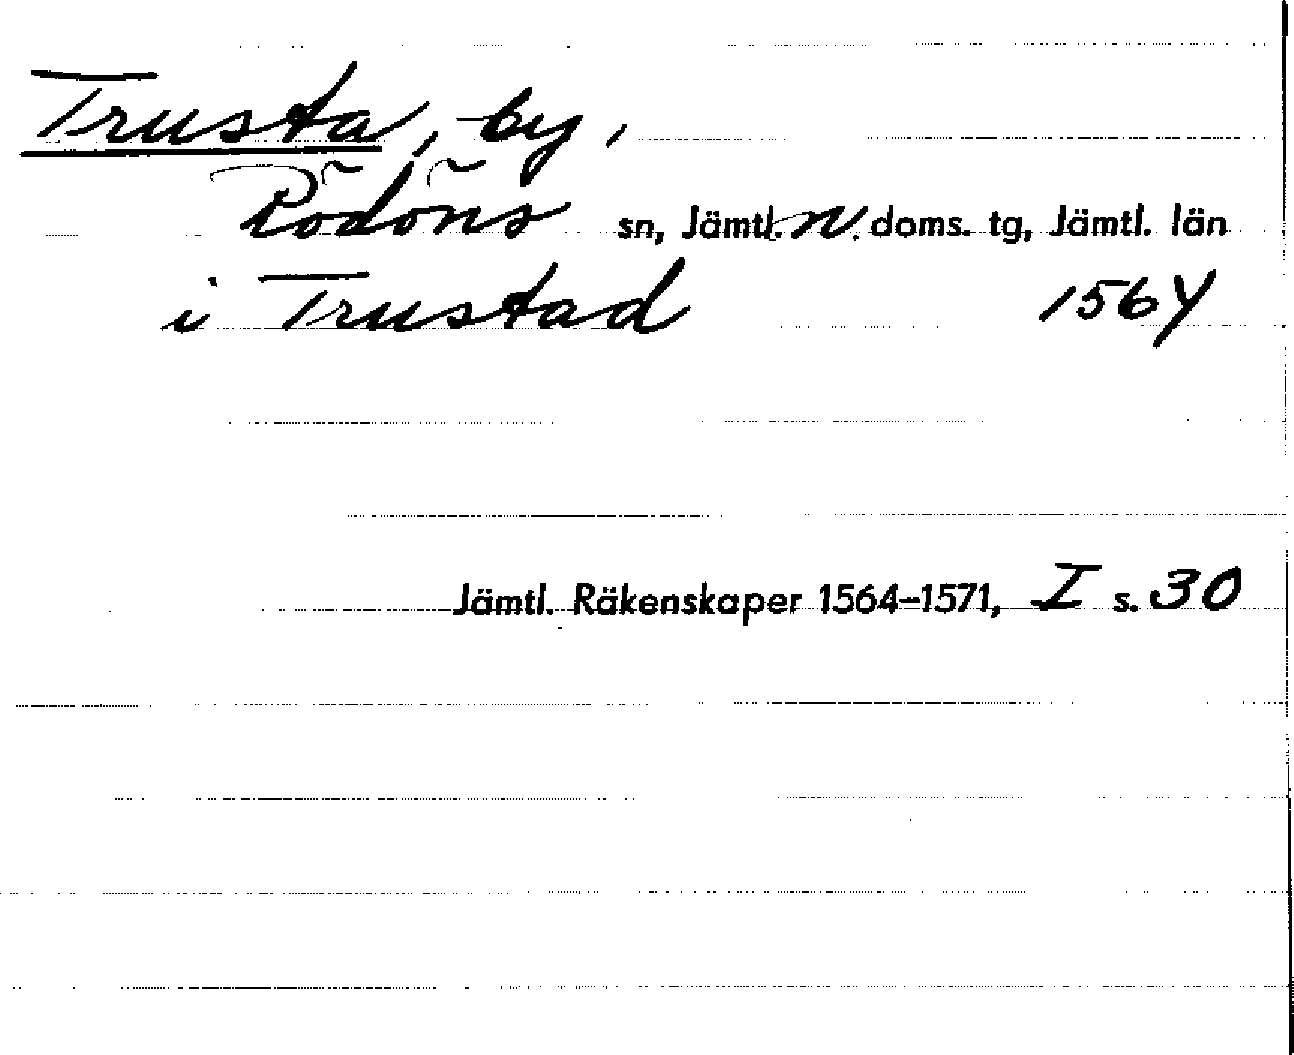 Trusta, by,
Rödöns sn, Jämtl. N. doms. tg, Jämtl. län
i Trustad 1564
Jämtl. Räkenskaper 1564–1571, I s. 30